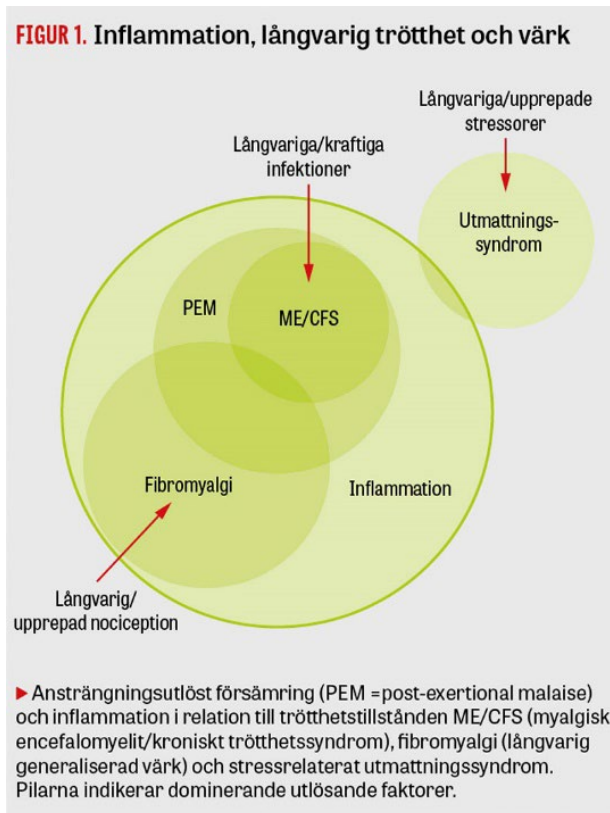 FIGUR 1. Inflammation, långvarig trötthet och värk
Långvariga/upprepade
stressorer
Långvariga/kraftiga
infektioner
Utmattnings-
syndrom
PEM
ME/CFS
Fibromyalgi
Inflammation
Långvarig/
upprepad nociception
▶ Ansträngningsutlöst försämring (PEM =post-exertional malaise)
och inflammation i relation till trötthetstillstånden ME/CFS (myalgisk
encefalomyelit/kroniskt trötthetssyndrom), fibromyalgi (långvarig
generaliserad värk) och stressrelaterat utmattningssyndrom.
Pilarna indikerar dominerande utlösande faktorer.